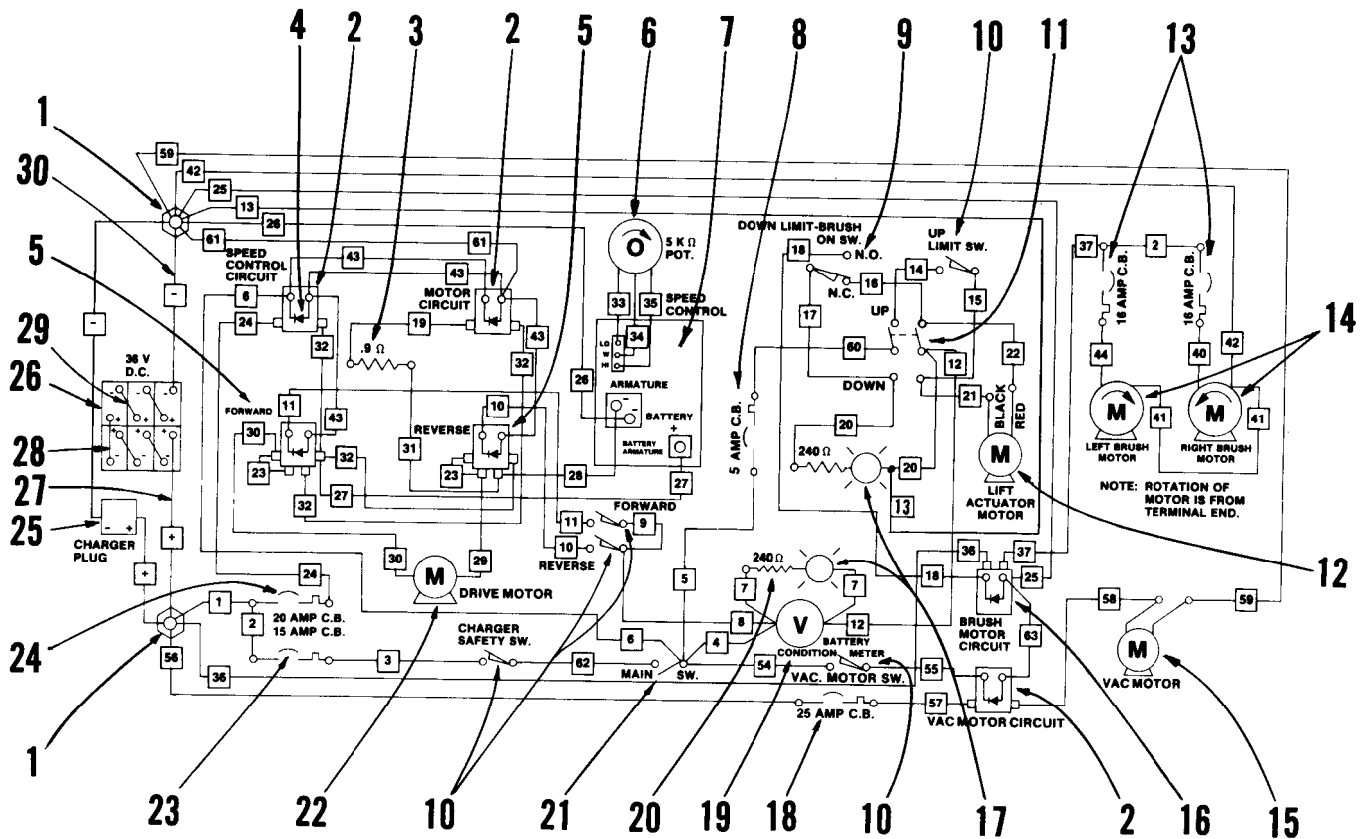 4 2 3 2 6 7 8 9 10 11 13
1
30
5
29
26
28
27
25
1
24
23 22 10 21 20 19 18 10 17 2 16 15
5
14
12
59
42
25
13
26
61
61
SPEED
CONTROL
CIRCUIT
43
43
MOTOR
CIRCUIT
6
24
19
32
43
32
.9 Ω
O
5 K Ω
POT.
33
35
34
SPEED
CONTROL
LO
W
HI
ARMATURE
BATTERY
+
BATTERY
ARMATURE
26
27
28
-
-
36 V
D.C.
CHARGER
PLUG
- +
+
+
FORWARD
11
30
43
23
32
27
32
31
REVERSE
10
23
30
29
M
DRIVE MOTOR
FORWARD
11
9
10
REVERSE
24
1
2
20 AMP C.B.
15 AMP C.B.
3
56
36
CHARGER
SAFETY SW.
62
MAIN
SW.
6
5
4
8
54
DOWN LIMIT-BRUSH
ON SW.
18
N.O.
N.C.
16
17
UP
LIMIT SW.
14
15
UP
60
12
22
DOWN
21
BLACK
RED
5 AMP C.B.
20
240 Ω
20
13
M
LIFT
ACTUATOR
MOTOR
240 Ω
7
7
V
12
BATTERY
CONDITION METER
VAC. MOTOR SW.
55
25 AMP C.B.
57
18
36
37
25
BRUSH
MOTOR
CIRCUIT
63
VAC MOTOR CIRCUIT
58
59
M
VAC MOTOR
37
2
16 AMP C.B.
16 AMP C.B.
44
40
42
41
41
M
LEFT BRUSH
MOTOR
M
RIGHT BRUSH
MOTOR
NOTE: ROTATION OF
MOTOR IS FROM
TERMINAL END.